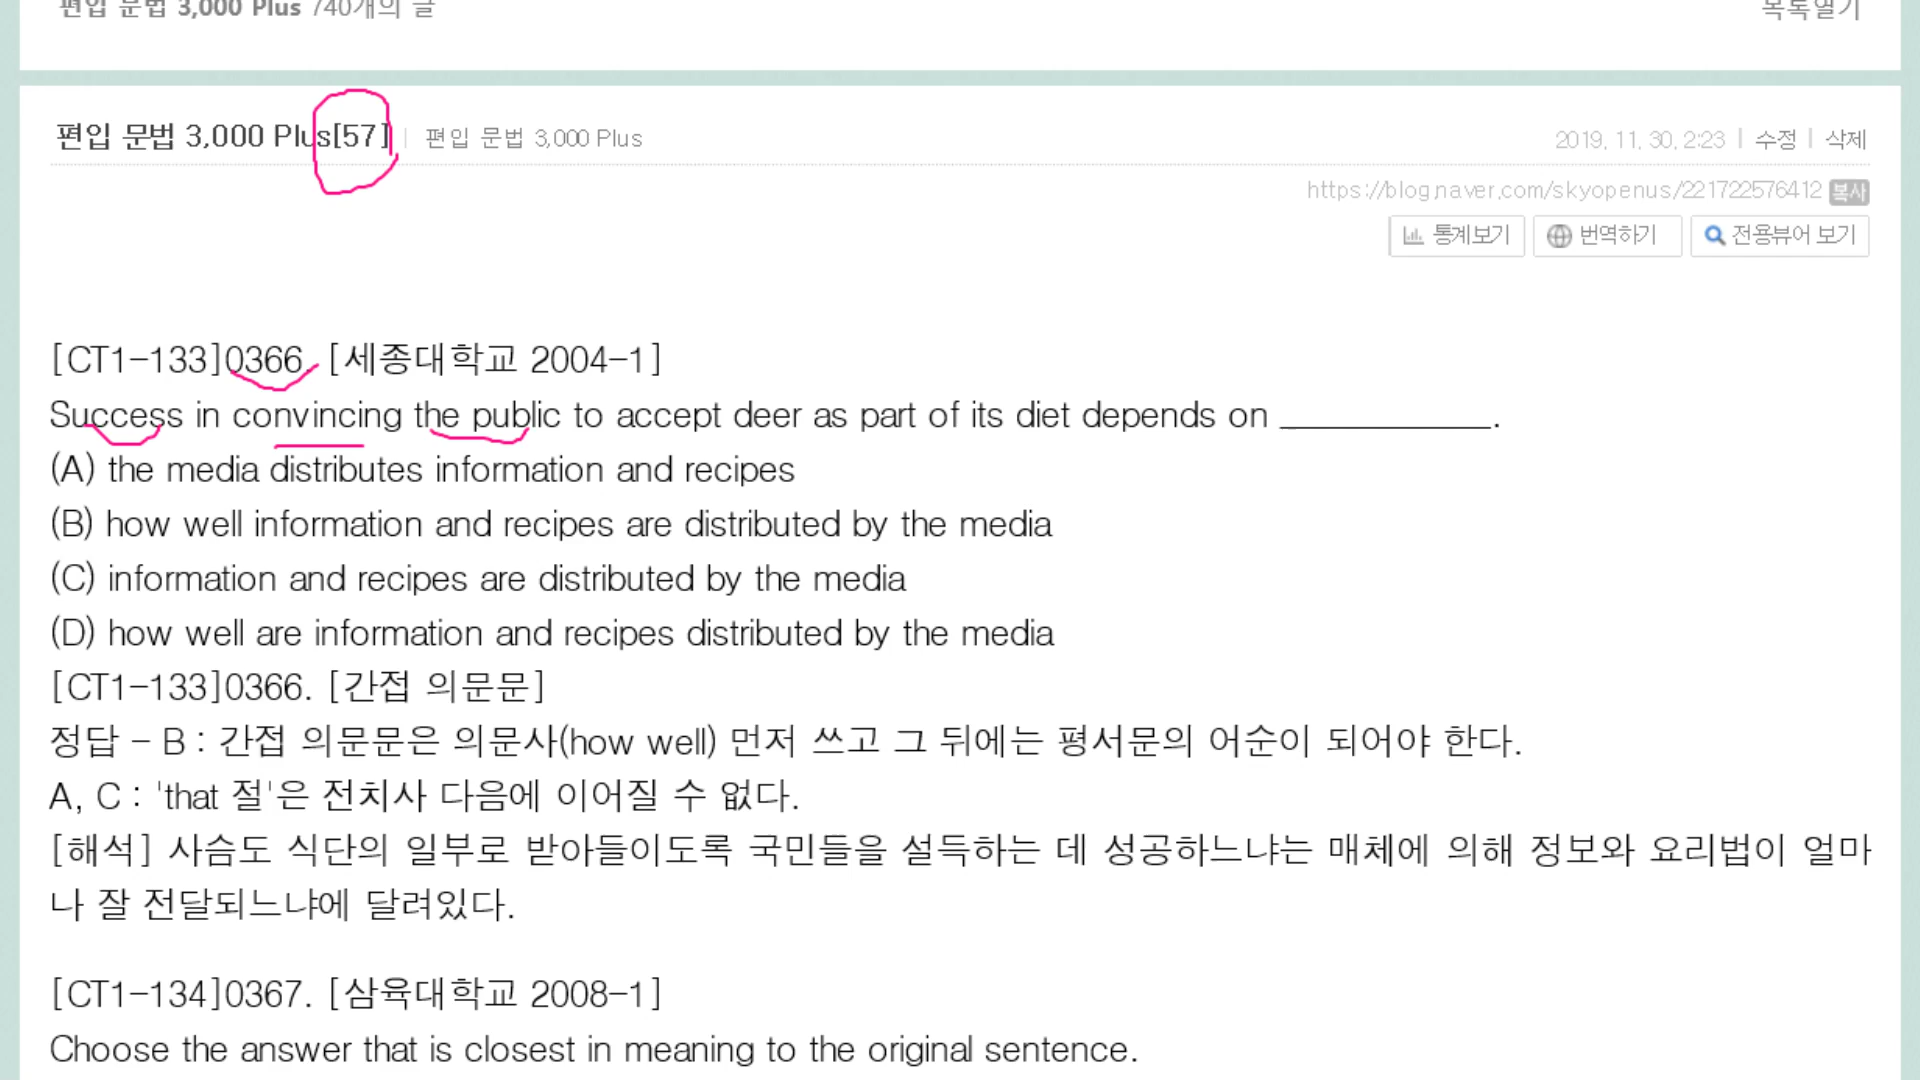 편입 문법 3,000 Plus 740개의 글 목록열기
편입 문법 3,000 Plus[57] 편입 문법 3,000 Plus 2019. 11. 30. 2:23 수정 삭제
https://blog.naver.com/skyopenus/221722576412 복사
통계보기 번역하기 전용뷰어 보기
[CT1-133]0366. [세종대학교 2004-1]
Success in convincing the public to accept deer as part of its diet depends on ____________.
(A) the media distributes information and recipes
(B) how well information and recipes are distributed by the media
(C) information and recipes are distributed by the media
(D) how well are information and recipes distributed by the media
[CT1-133]0366. [간접 의문문]
정답 - B : 간접 의문문은 의문사(how well) 먼저 쓰고 그 뒤에는 평서문의 어순이 되어야 한다.
A, C : 'that 절'은 전치사 다음에 이어질 수 없다.
[해석] 사슴도 식단의 일부로 받아들이도록 국민들을 설득하는 데 성공하느냐는 매체에 의해 정보와 요리법이 얼마
나 잘 전달되느냐에 달려있다.
[CT1-134]0367. [삼육대학교 2008-1]
Choose the answer that is closest in meaning to the original sentence.